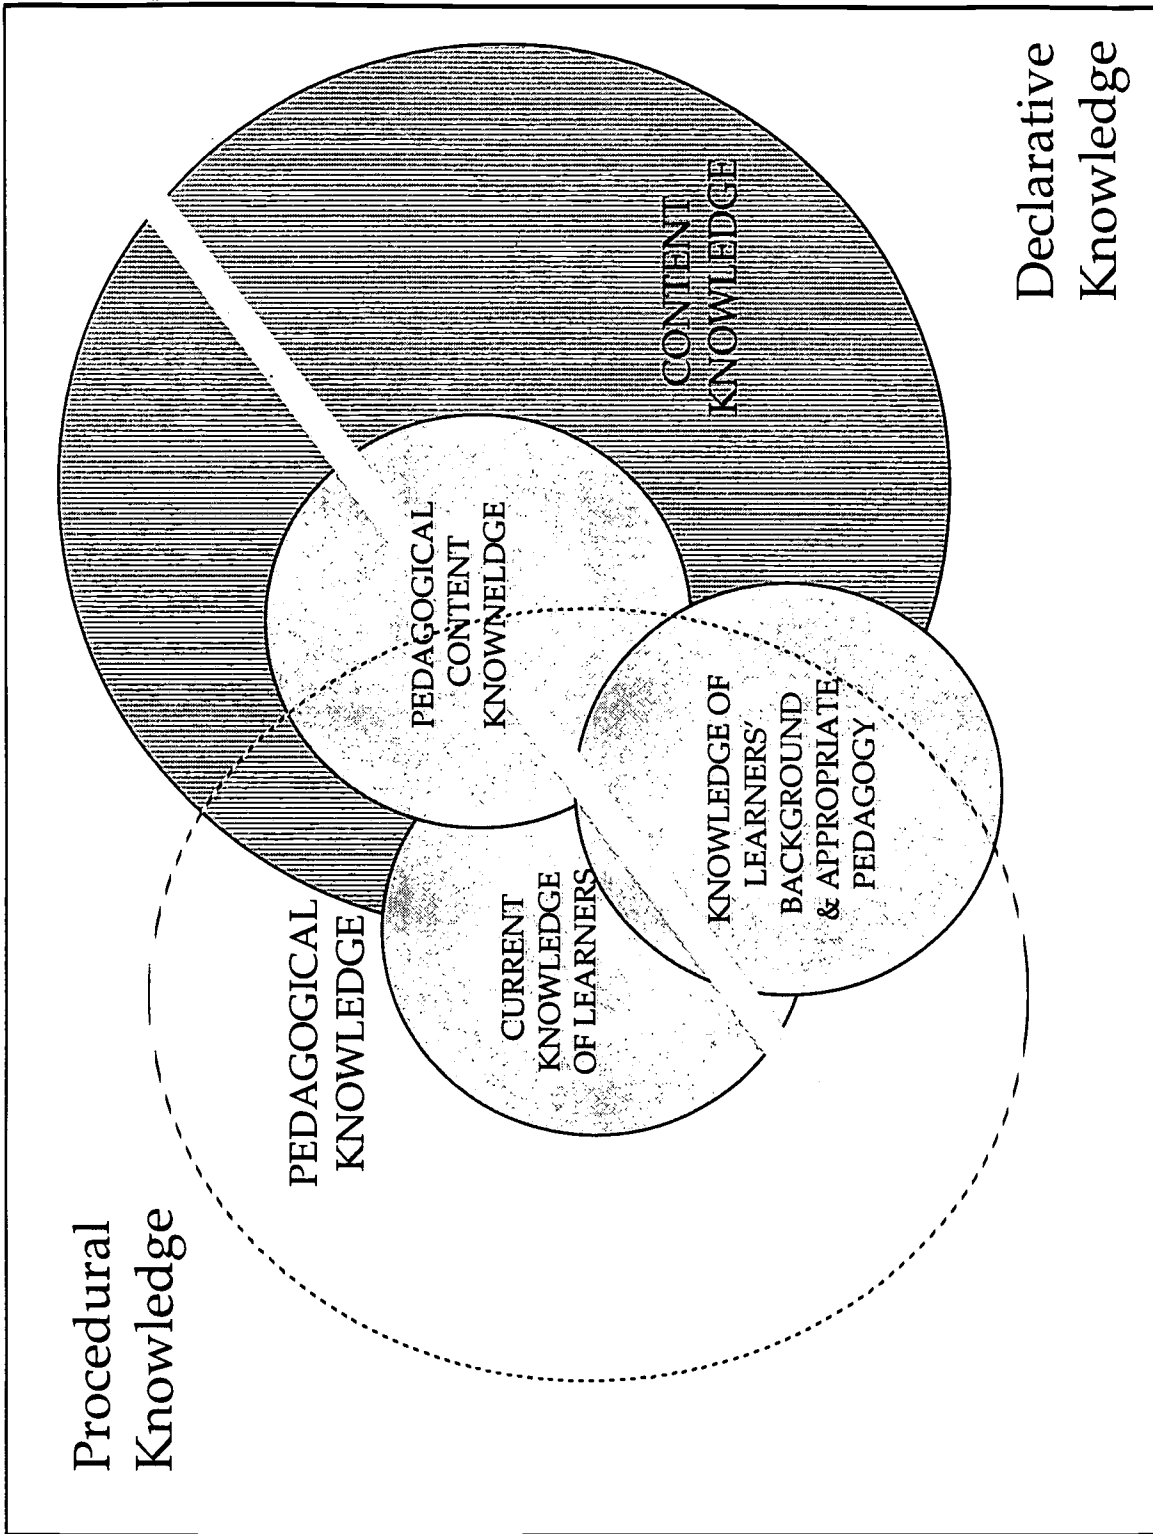 Procedural
Knowledge
PEDAGOGICAL
KNOWLEDGE
CURRENT
KNOWLEDGE
OF LEARNERS
PEDAGOGICAL
CONTENT
KNOWNELDGE
KNOWLEDGE OF
LEARNERS'
BACKGROUND
& APPROPRIATE
PEDAGOGY
CONTENT
KNOWLEDGE
Declarative
Knowledge